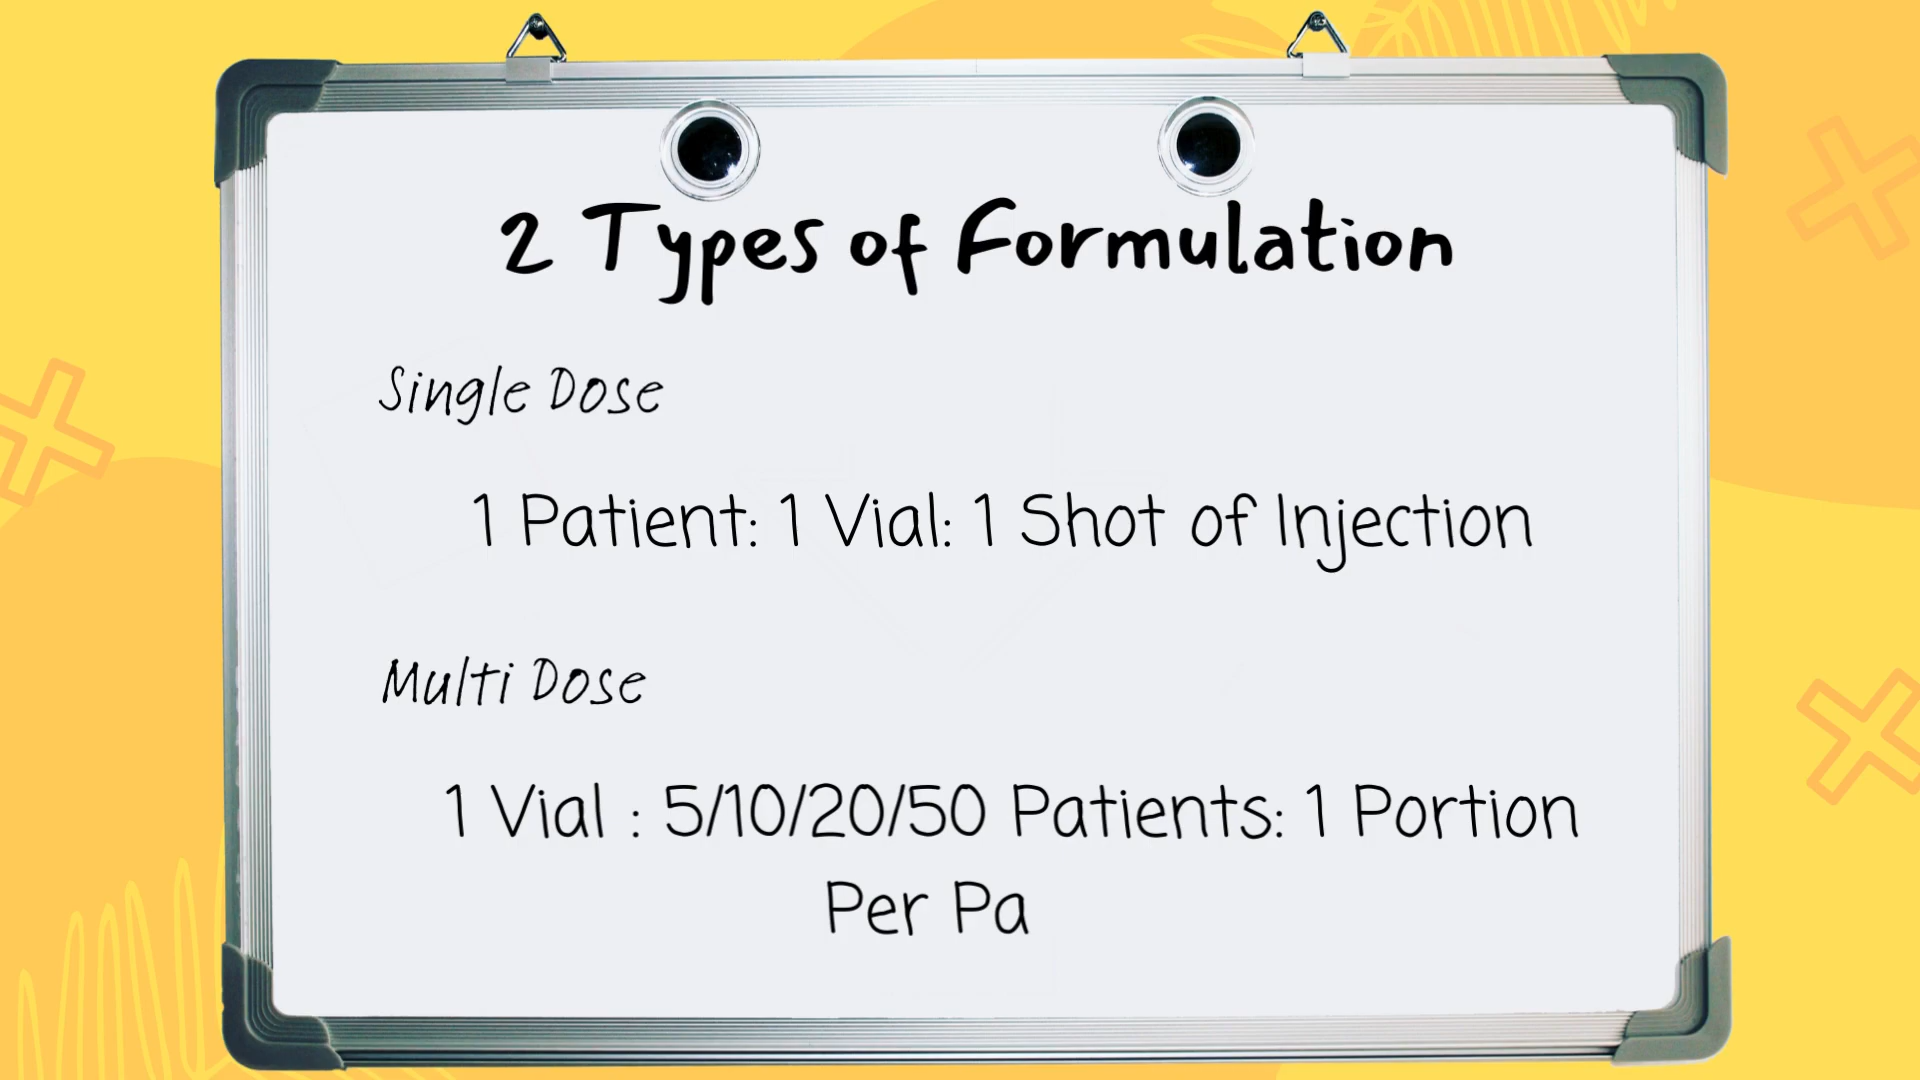 2 Types of Formulation
Single Dose
1 Patient: 1 Vial: 1 Shot of Injection
Multi Dose
1 Vial : 5/10/20/50 Patients: 1 Portion
Per Pa